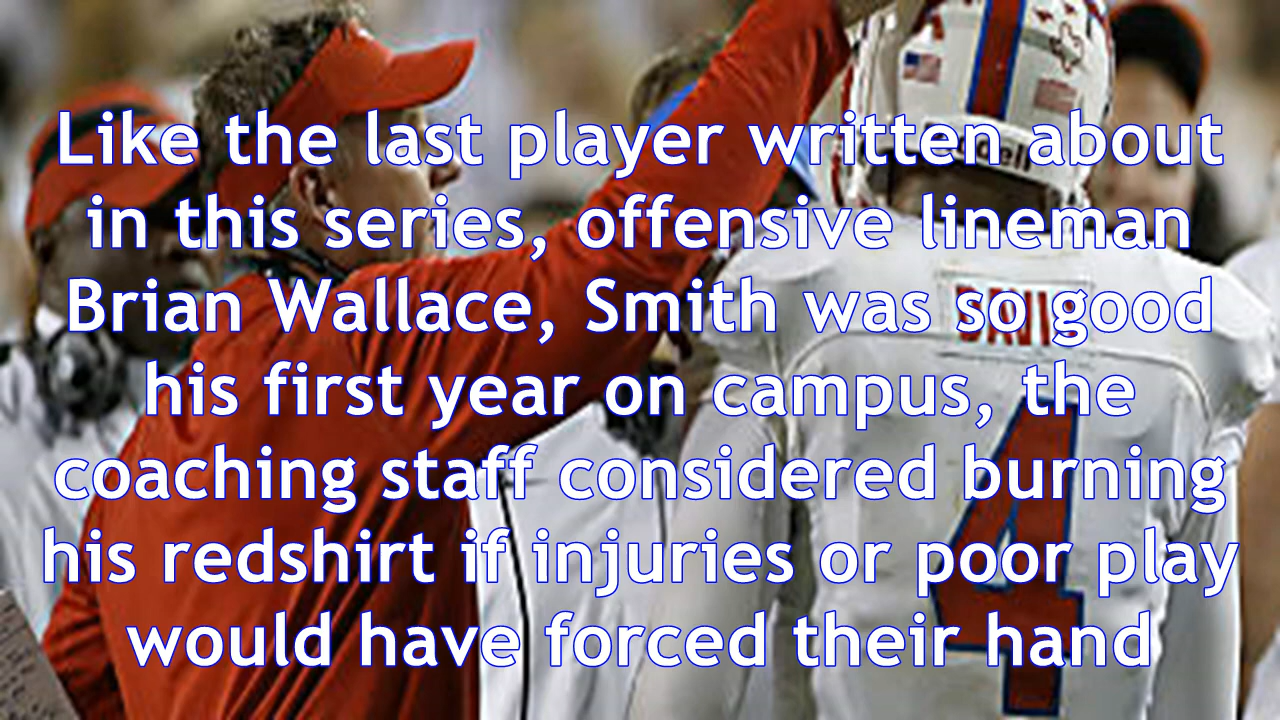 Like the last player written about
in this series, offensive lineman
Brian Wallace, Smith was so good
his first year on campus, the
coaching staff considered burning
his redshirt if injuries or poor play
would have forced their hand
4